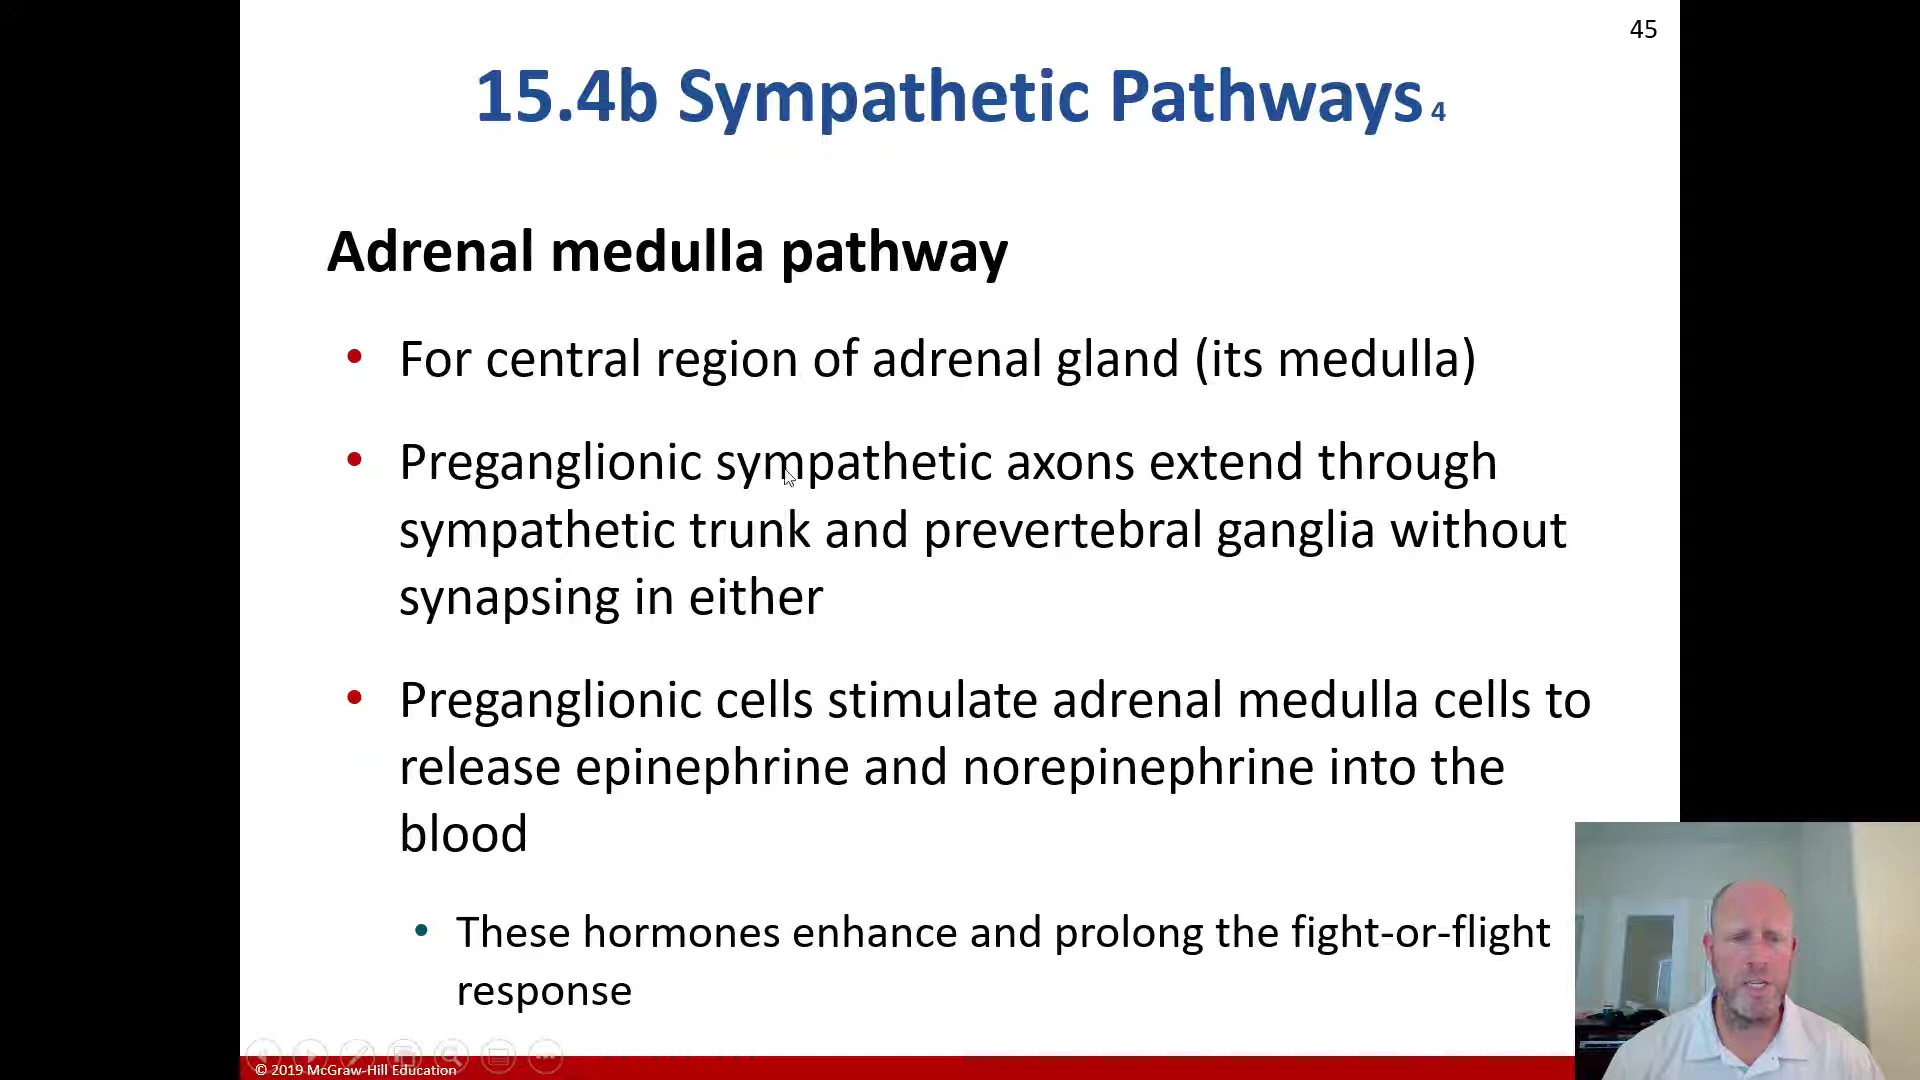 45
15.4b Sympathetic Pathways 4
Adrenal medulla pathway
• For central region of adrenal gland (its medulla)
• Preganglionic sympathetic axons extend through
sympathetic trunk and prevertebral ganglia without
synapsing in either
• Preganglionic cells stimulate adrenal medulla cells to
release epinephrine and norepinephrine into the
blood
• These hormones enhance and prolong the fight-or-flight
response
© 2019 McGraw-Hill Education